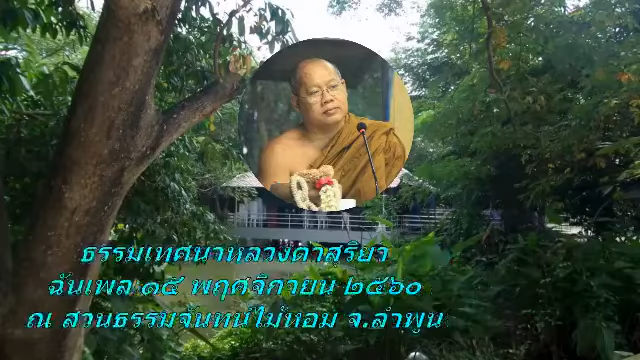 ธรรมเทศนาหลวงตาสุริยา
ฉันเพล ๑๕ พฤศจิกายน ๒๕๖๐
ณ สวนธรรมจันทน์ไม้หอม จ.ลำพูน